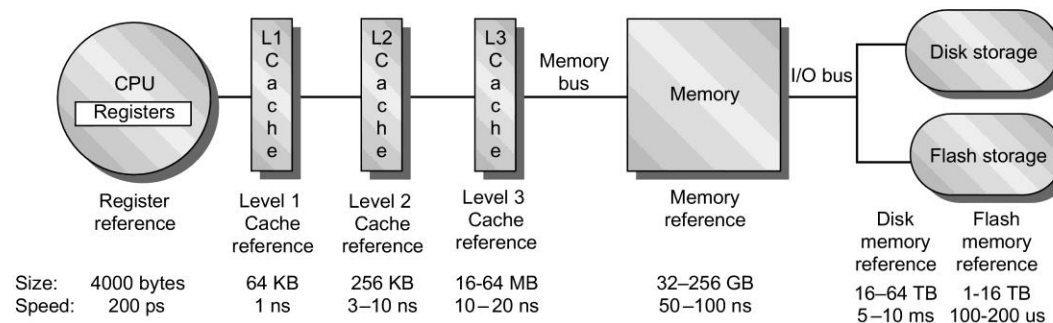 CPU
Registers
L1
C
a
c
h
e
L2
C
a
c
h
e
L3
C
a
c
h
e
Memory
bus
Memory
I/O bus
Disk storage
Flash storage
Register
reference
Level 1
Cache
reference
Level 2
Cache
reference
Level 3
Cache
reference
Memory
reference
Disk
memory
reference
Flash
memory
reference
Size: 4000 bytes 64 KB 256 KB 16-64 MB 32–256 GB 16–64 TB 1-16 TB
Speed: 200 ps 1 ns 3–10 ns 10–20 ns 50–100 ns 5–10 ms 100-200 us